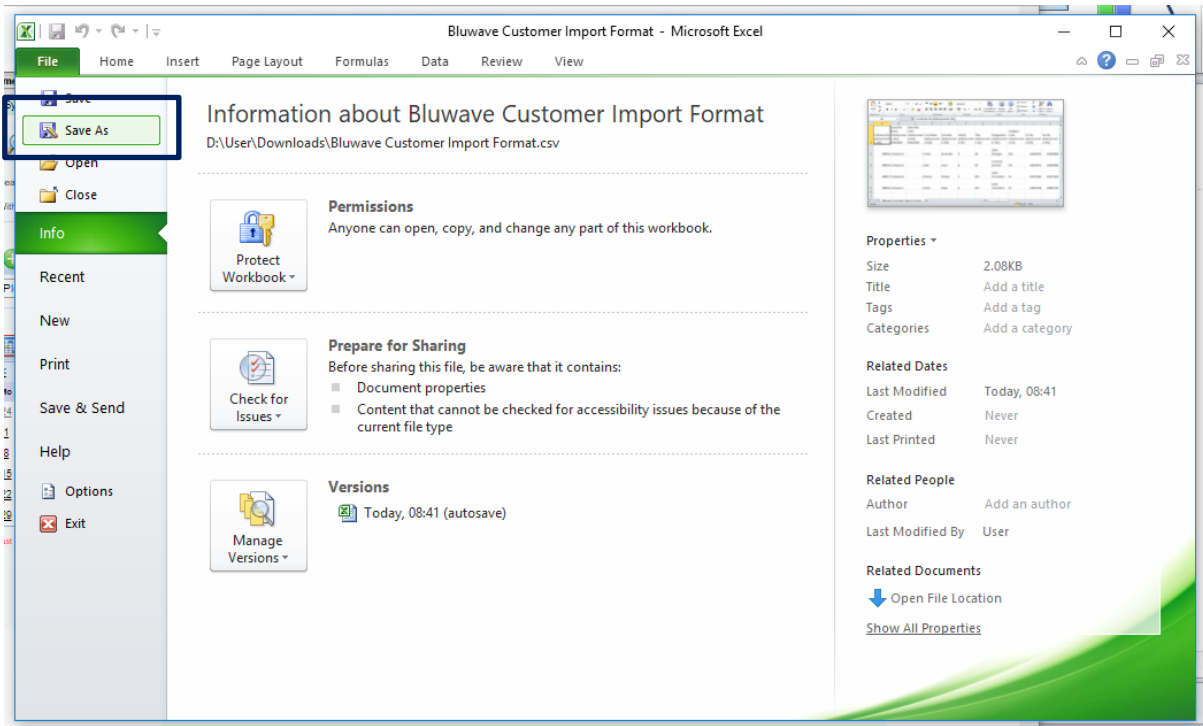 Bluwave Customer Import Format - Microsoft Excel
File Home Insert Page Layout Formulas Data Review View
Save
Save As
Open
Close
Info
Recent
New
Print
Save & Send
Help
Options
Exit
Information about Bluwave Customer Import Format
D:\User\Downloads\Bluwave Customer Import Format.csv
Protect
Workbook
Permissions
Anyone can open, copy, and change any part of this workbook.
Check for
Issues
Prepare for Sharing
Before sharing this file, be aware that it contains:
Document properties
Content that cannot be checked for accessibility issues because of the
current file type
Manage
Versions
Versions
Today, 08:41 (autosave)
Properties
Size 2.08KB
Title Add a title
Tags Add a tag
Categories Add a category
Related Dates
Last Modified Today, 08:41
Created Never
Last Printed Never
Related People
Author Add an author
Last Modified By User
Related Documents
Open File Location
Show All Properties